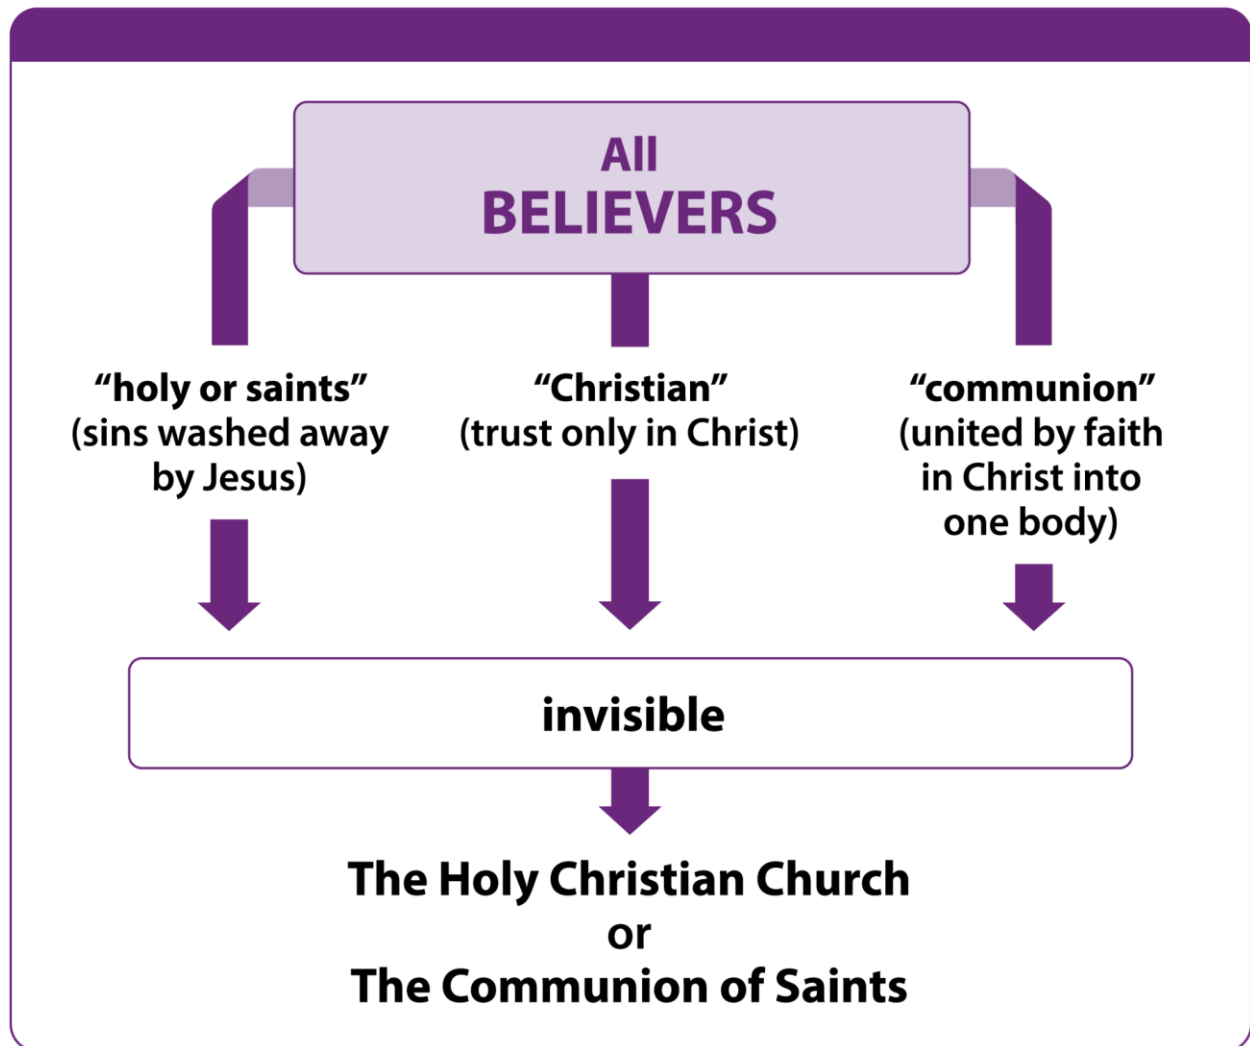 All
BELIEVERS
“holy or saints”
(sins washed away
by Jesus)
“Christian”
(trust only in Christ)
“communion”
(united by faith
in Christ into
one body)
invisible
The Holy Christian Church
or
The Communion of Saints